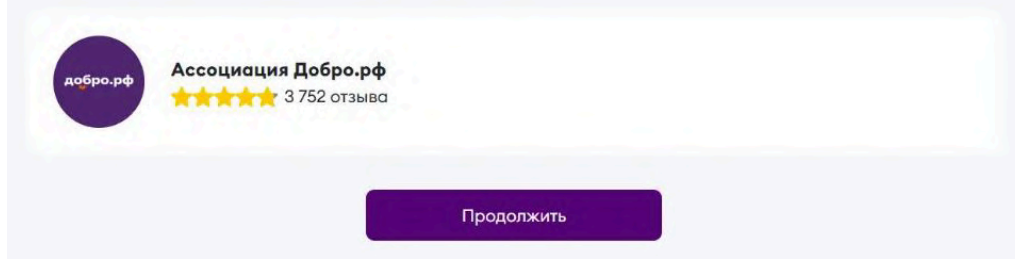 добро.рф
Ассоциация Добро.рф
3 752 отзыва
Продолжить